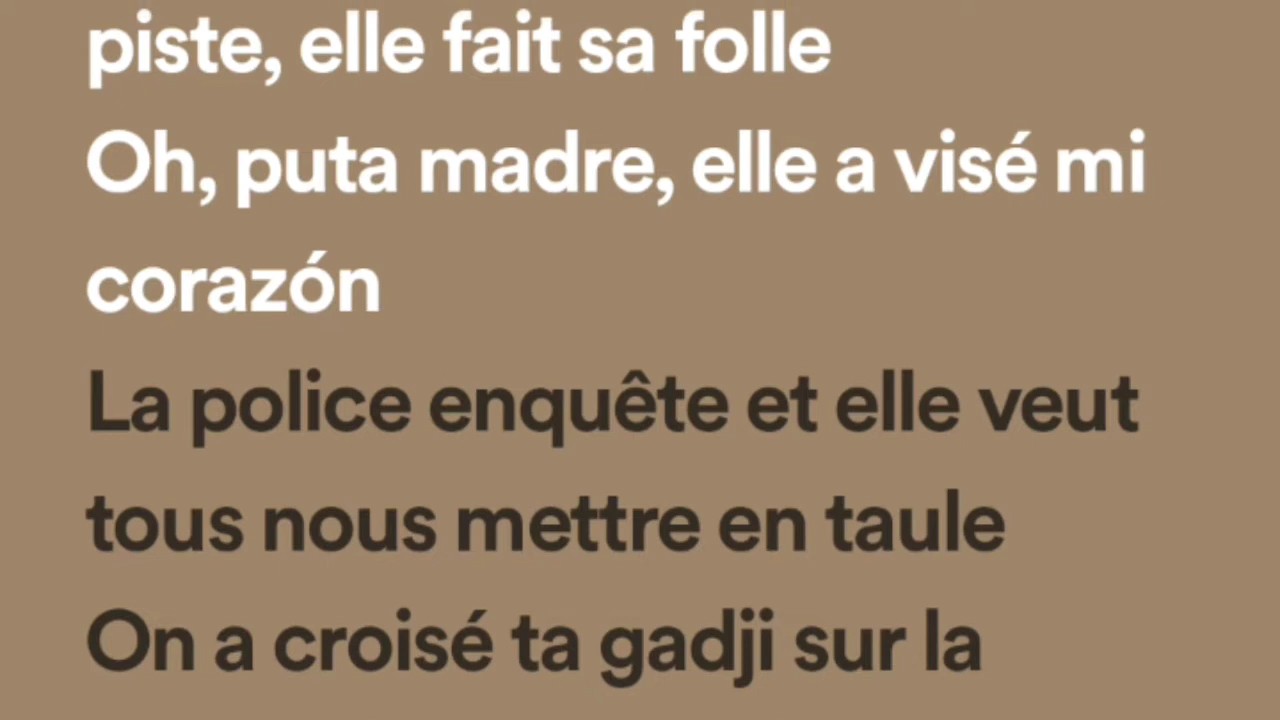 piste, elle fait sa folle
Oh, puta madre, elle a visé mi
corazón
La police enquête et elle veut
tous nous mettre en taule
On a croisé ta gadji sur la